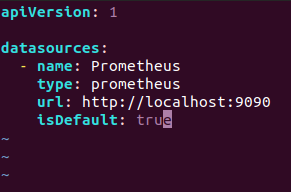 apiVersion: 1

datasources:
  - name: Prometheus
    type: prometheus
    url: http://localhost:9090
    isDefault: true
~
~
~